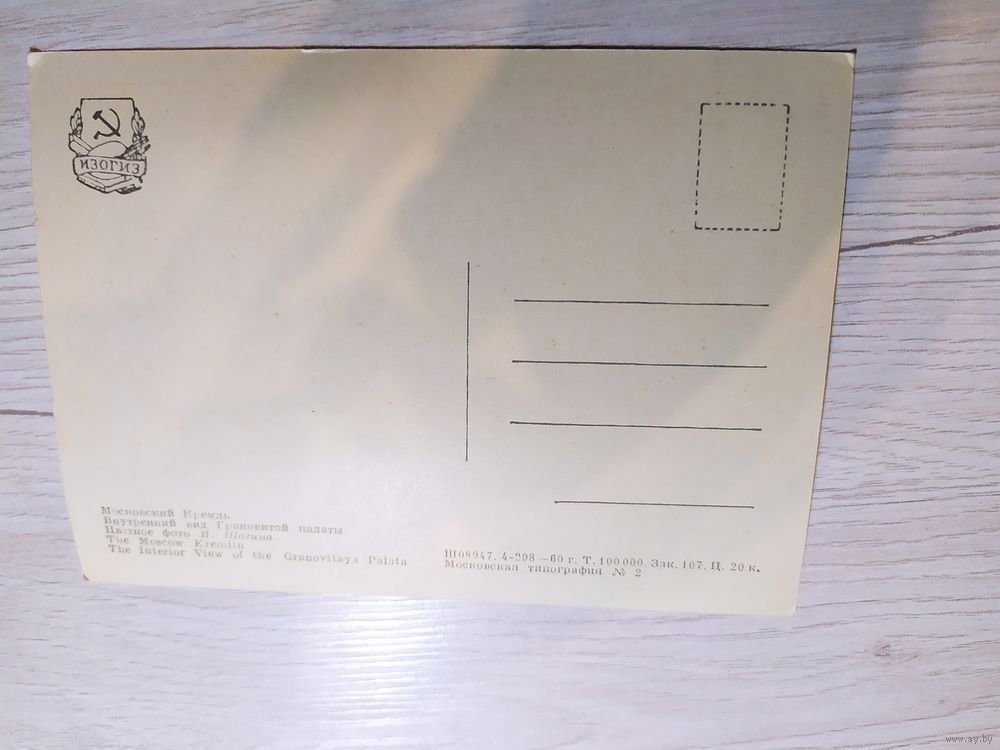 ИЗОГИЗ
Московский Кремль
Внутренний вид Грановитой палаты
Цветное фото И. Шагина
The Moscow Kremlin
The Interior View of the Granovitaya Palata
Ш08947. 4-298 —60 г. Т. 100 000. Зак. 107. Ц. 20 к.
Московская типография № 2
www.ay.by